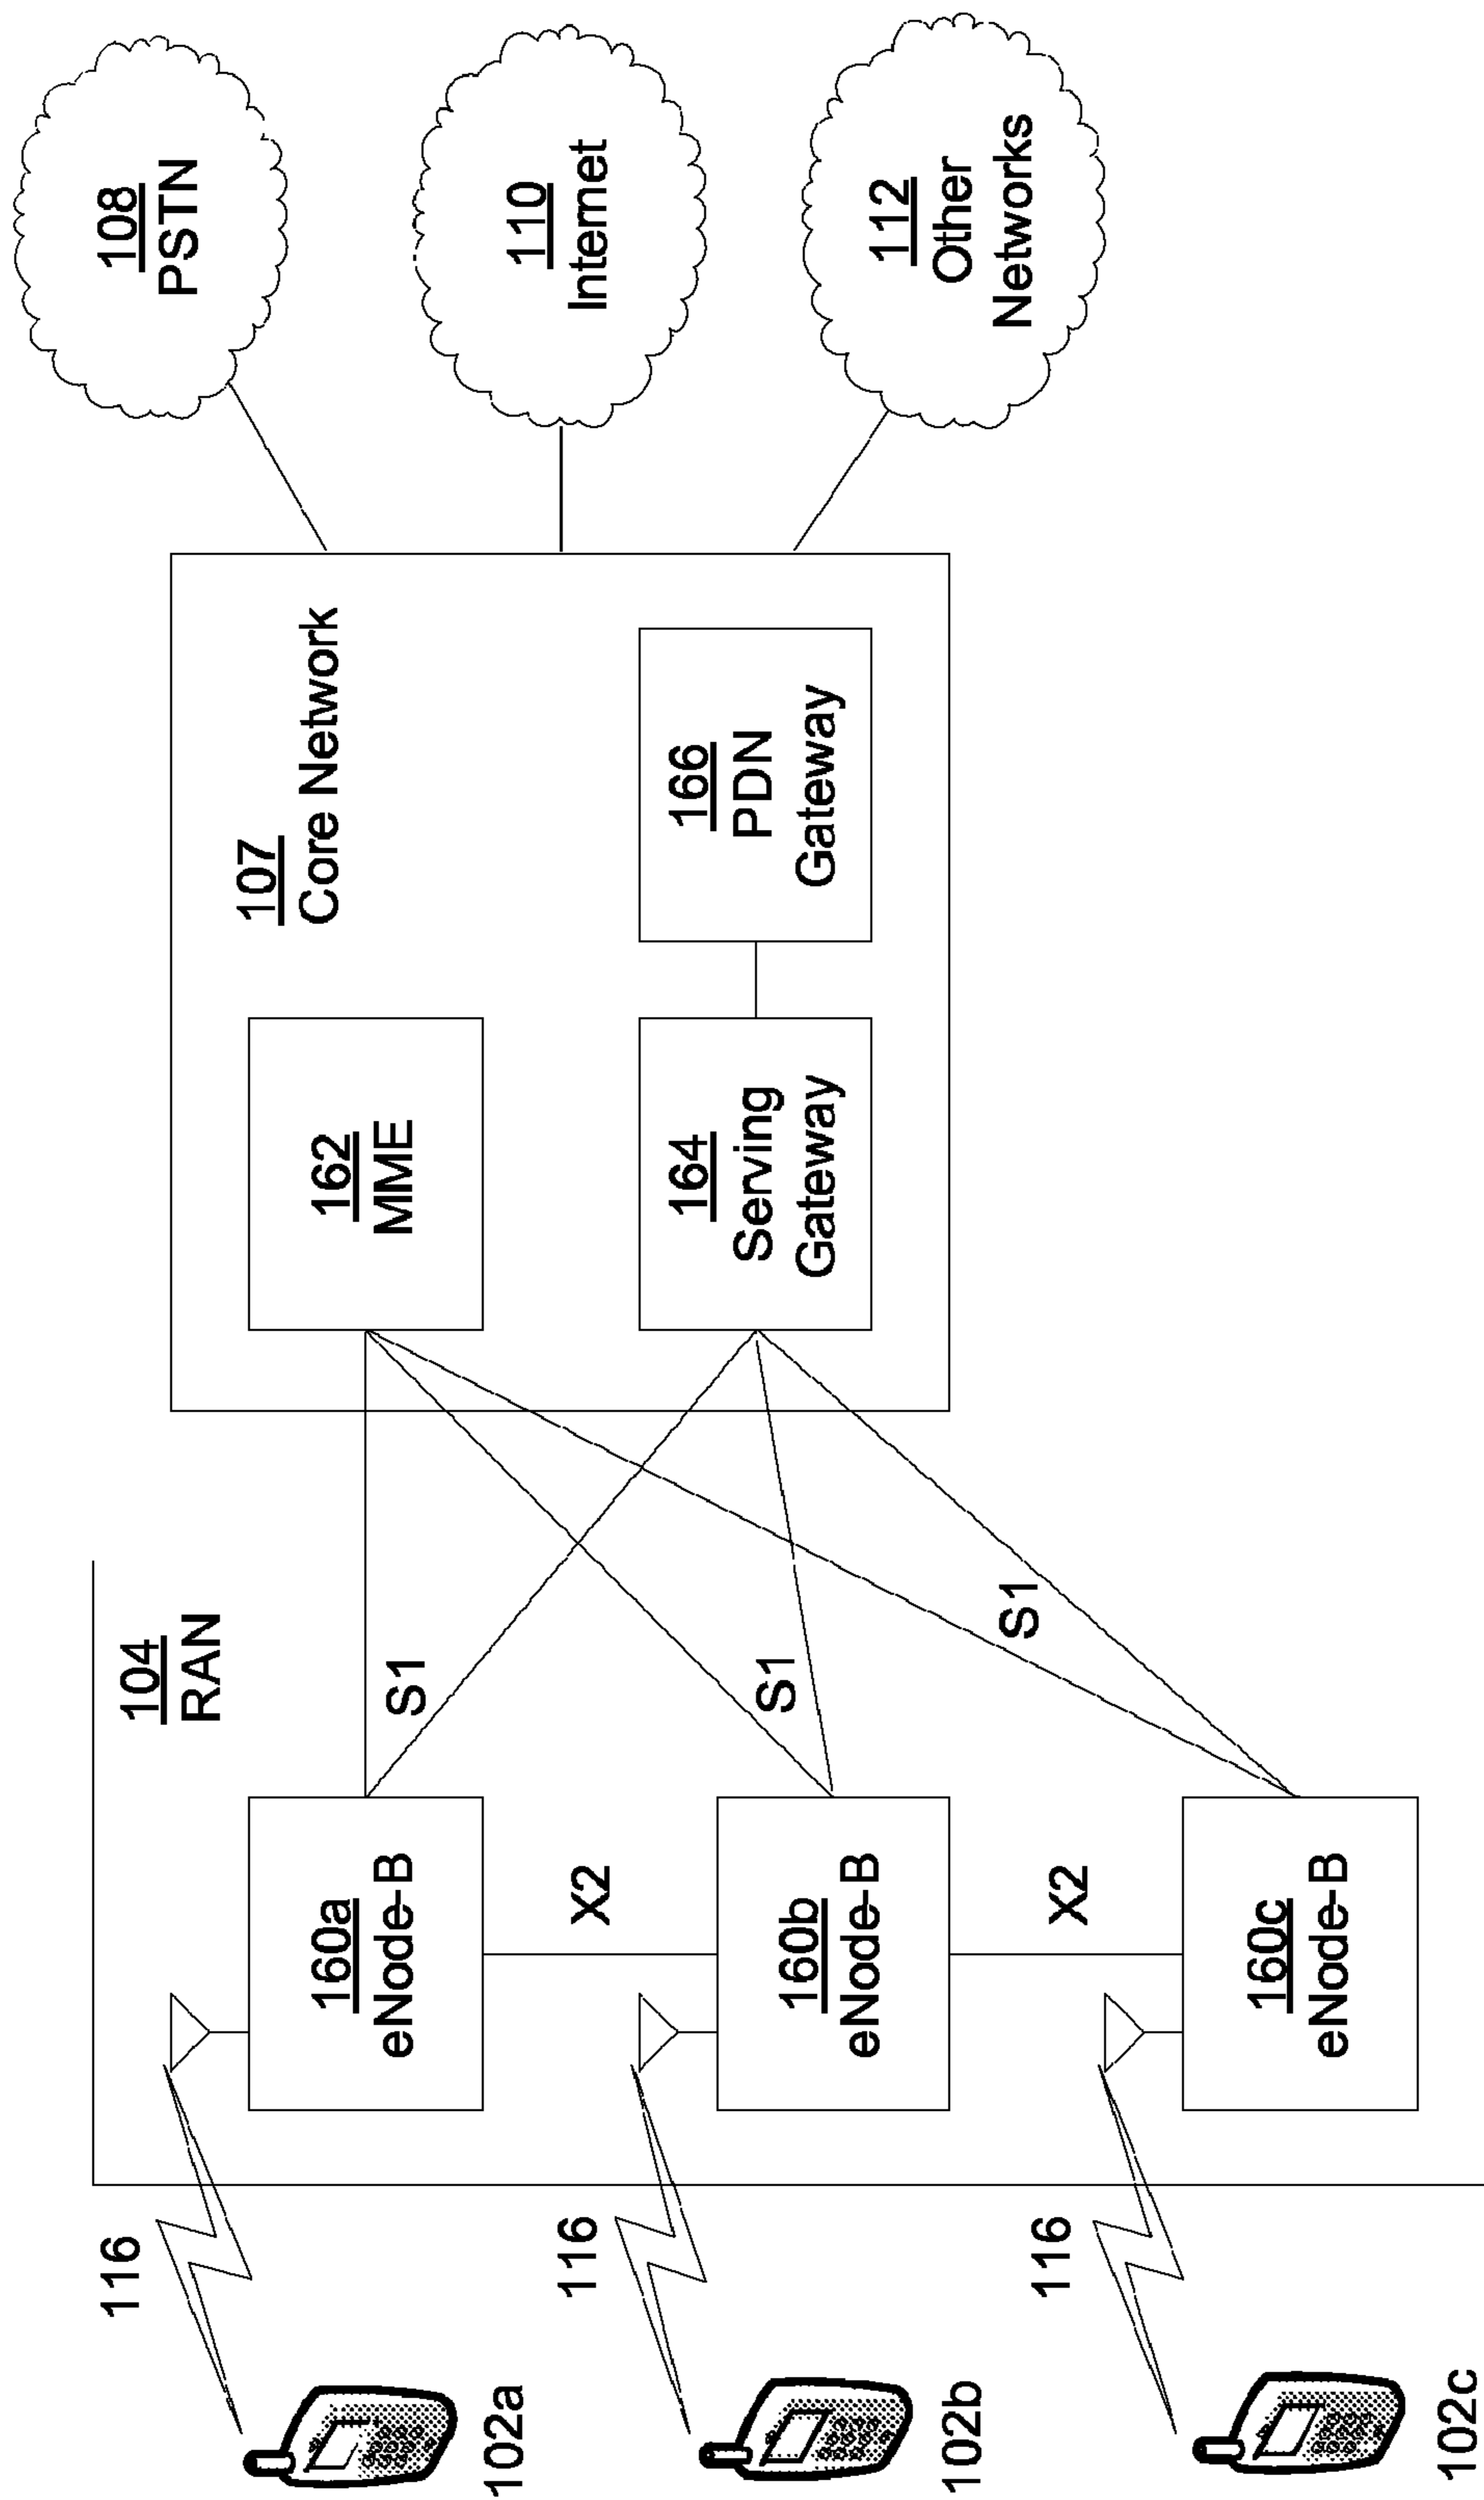 104
RAN
116
102a
160a
eNode-B
S1
162
MME
107
Core Network
108
PSTN
X2
116
102b
160b
eNode-B
S1
164
Serving
Gateway
166
PDN
Gateway
110
Internet
X2
116
102c
160c
eNode-B
S1
112
Other
Networks